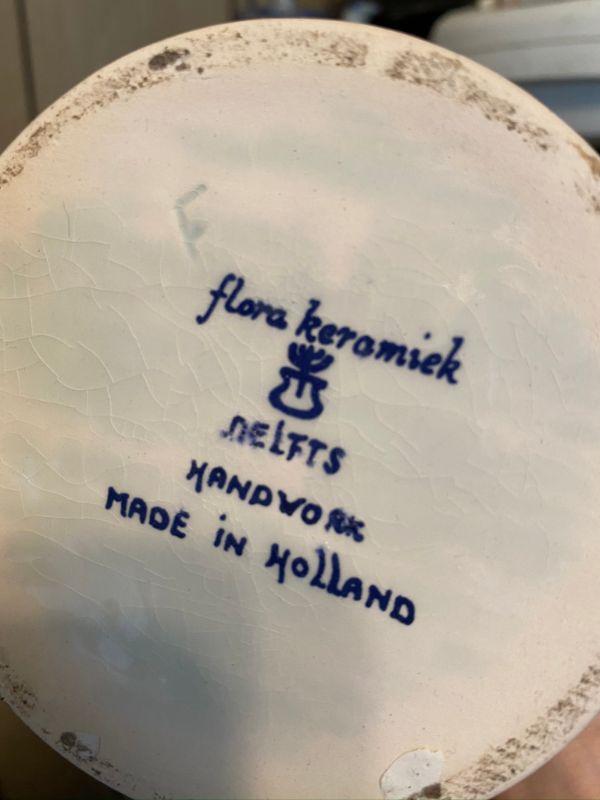 flora keramiek
DELFTS
HANDWORK
MADE iN HOllAND